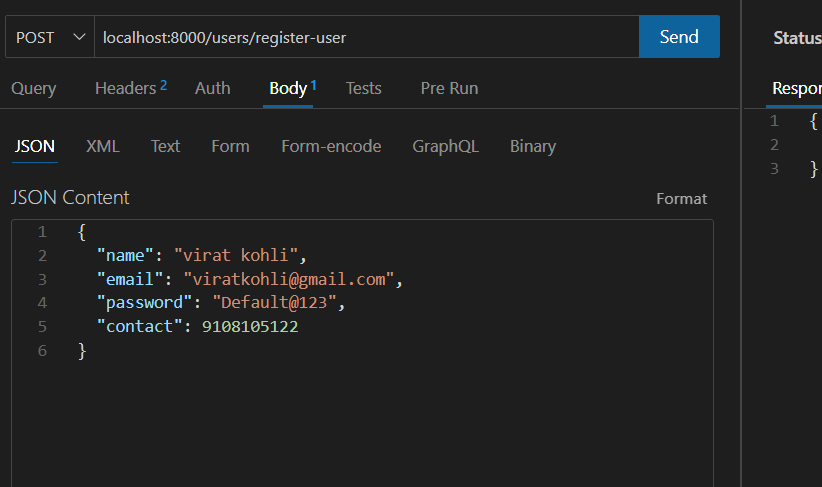 POST localhost:8000/users/register-user Send
Status
Query Headers 2 Auth Body 1 Tests Pre Run
JSON XML Text Form Form-encode GraphQL Binary
JSON Content Format
1 {
2 "name": "virat kohli",
3 "email": "viratkohli@gmail.com",
4 "password": "Default@123",
5 "contact": 9108105122
6 }
Respor
1 {
2
3 }